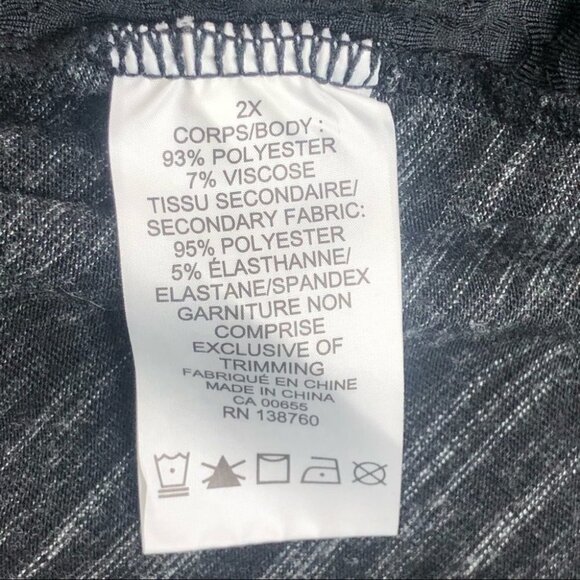 2X
CORPS/BODY :
93% POLYESTER
7% VISCOSE
TISSU SECONDAIRE/
SECONDARY FABRIC:
95% POLYESTER
5% ÉLASTHANNE/
ELASTANE/SPANDEX
GARNITURE NON
COMPRISE
EXCLUSIVE OF
TRIMMING
FABRIQUÉ EN CHINE
MADE IN CHINA
CA 00655
RN 138760